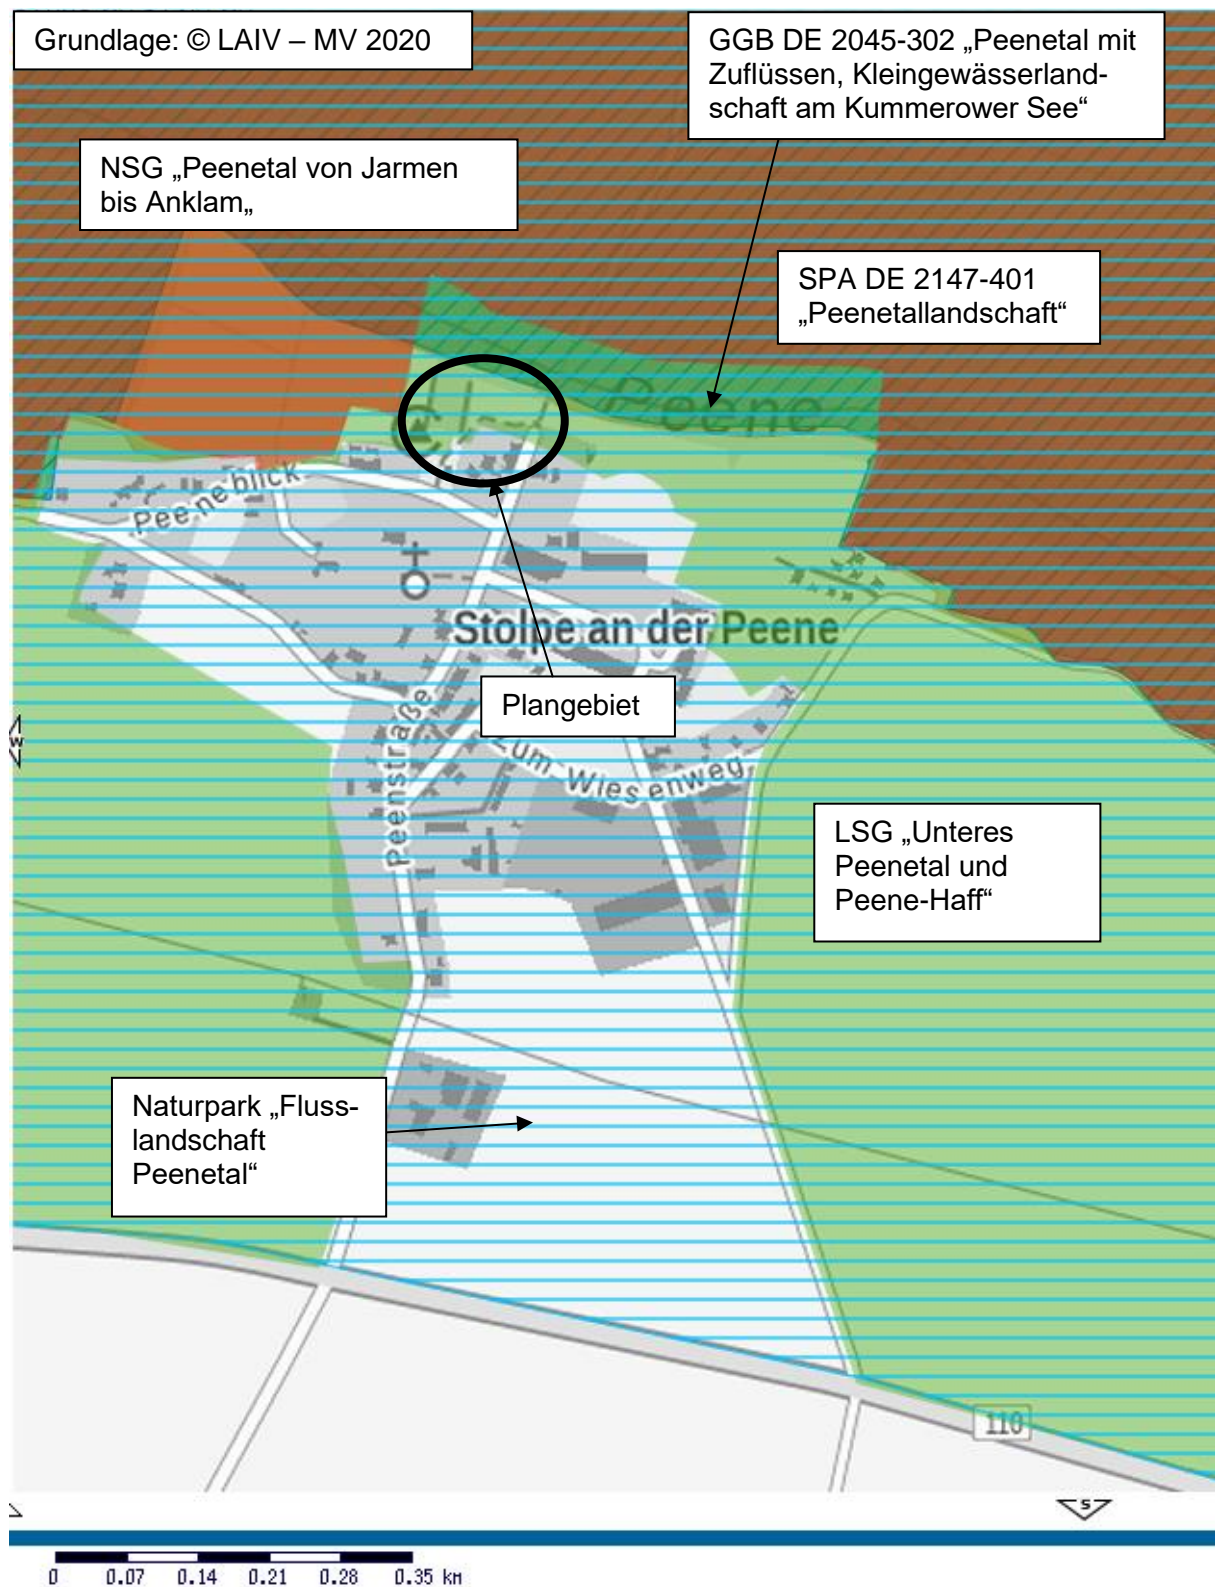 Grundlage: © LAIV – MV 2020
GGB DE 2045-302 „Peenetal mit
Zuflüssen, Kleingewässerland-
schaft am Kummerower See“
NSG „Peenetal von Jarmen
bis Anklam„
SPA DE 2147-401
„Peenetallandschaft“
Peene
Peeneblick
Stolpe an der Peene
Plangebiet
Peenstraße
Zum Wiesenweg
W
LSG „Unteres
Peenetal und
Peene-Haff“
Naturpark „Fluss-
landschaft
Peenetal“
110
S
0 0.07 0.14 0.21 0.28 0.35 km